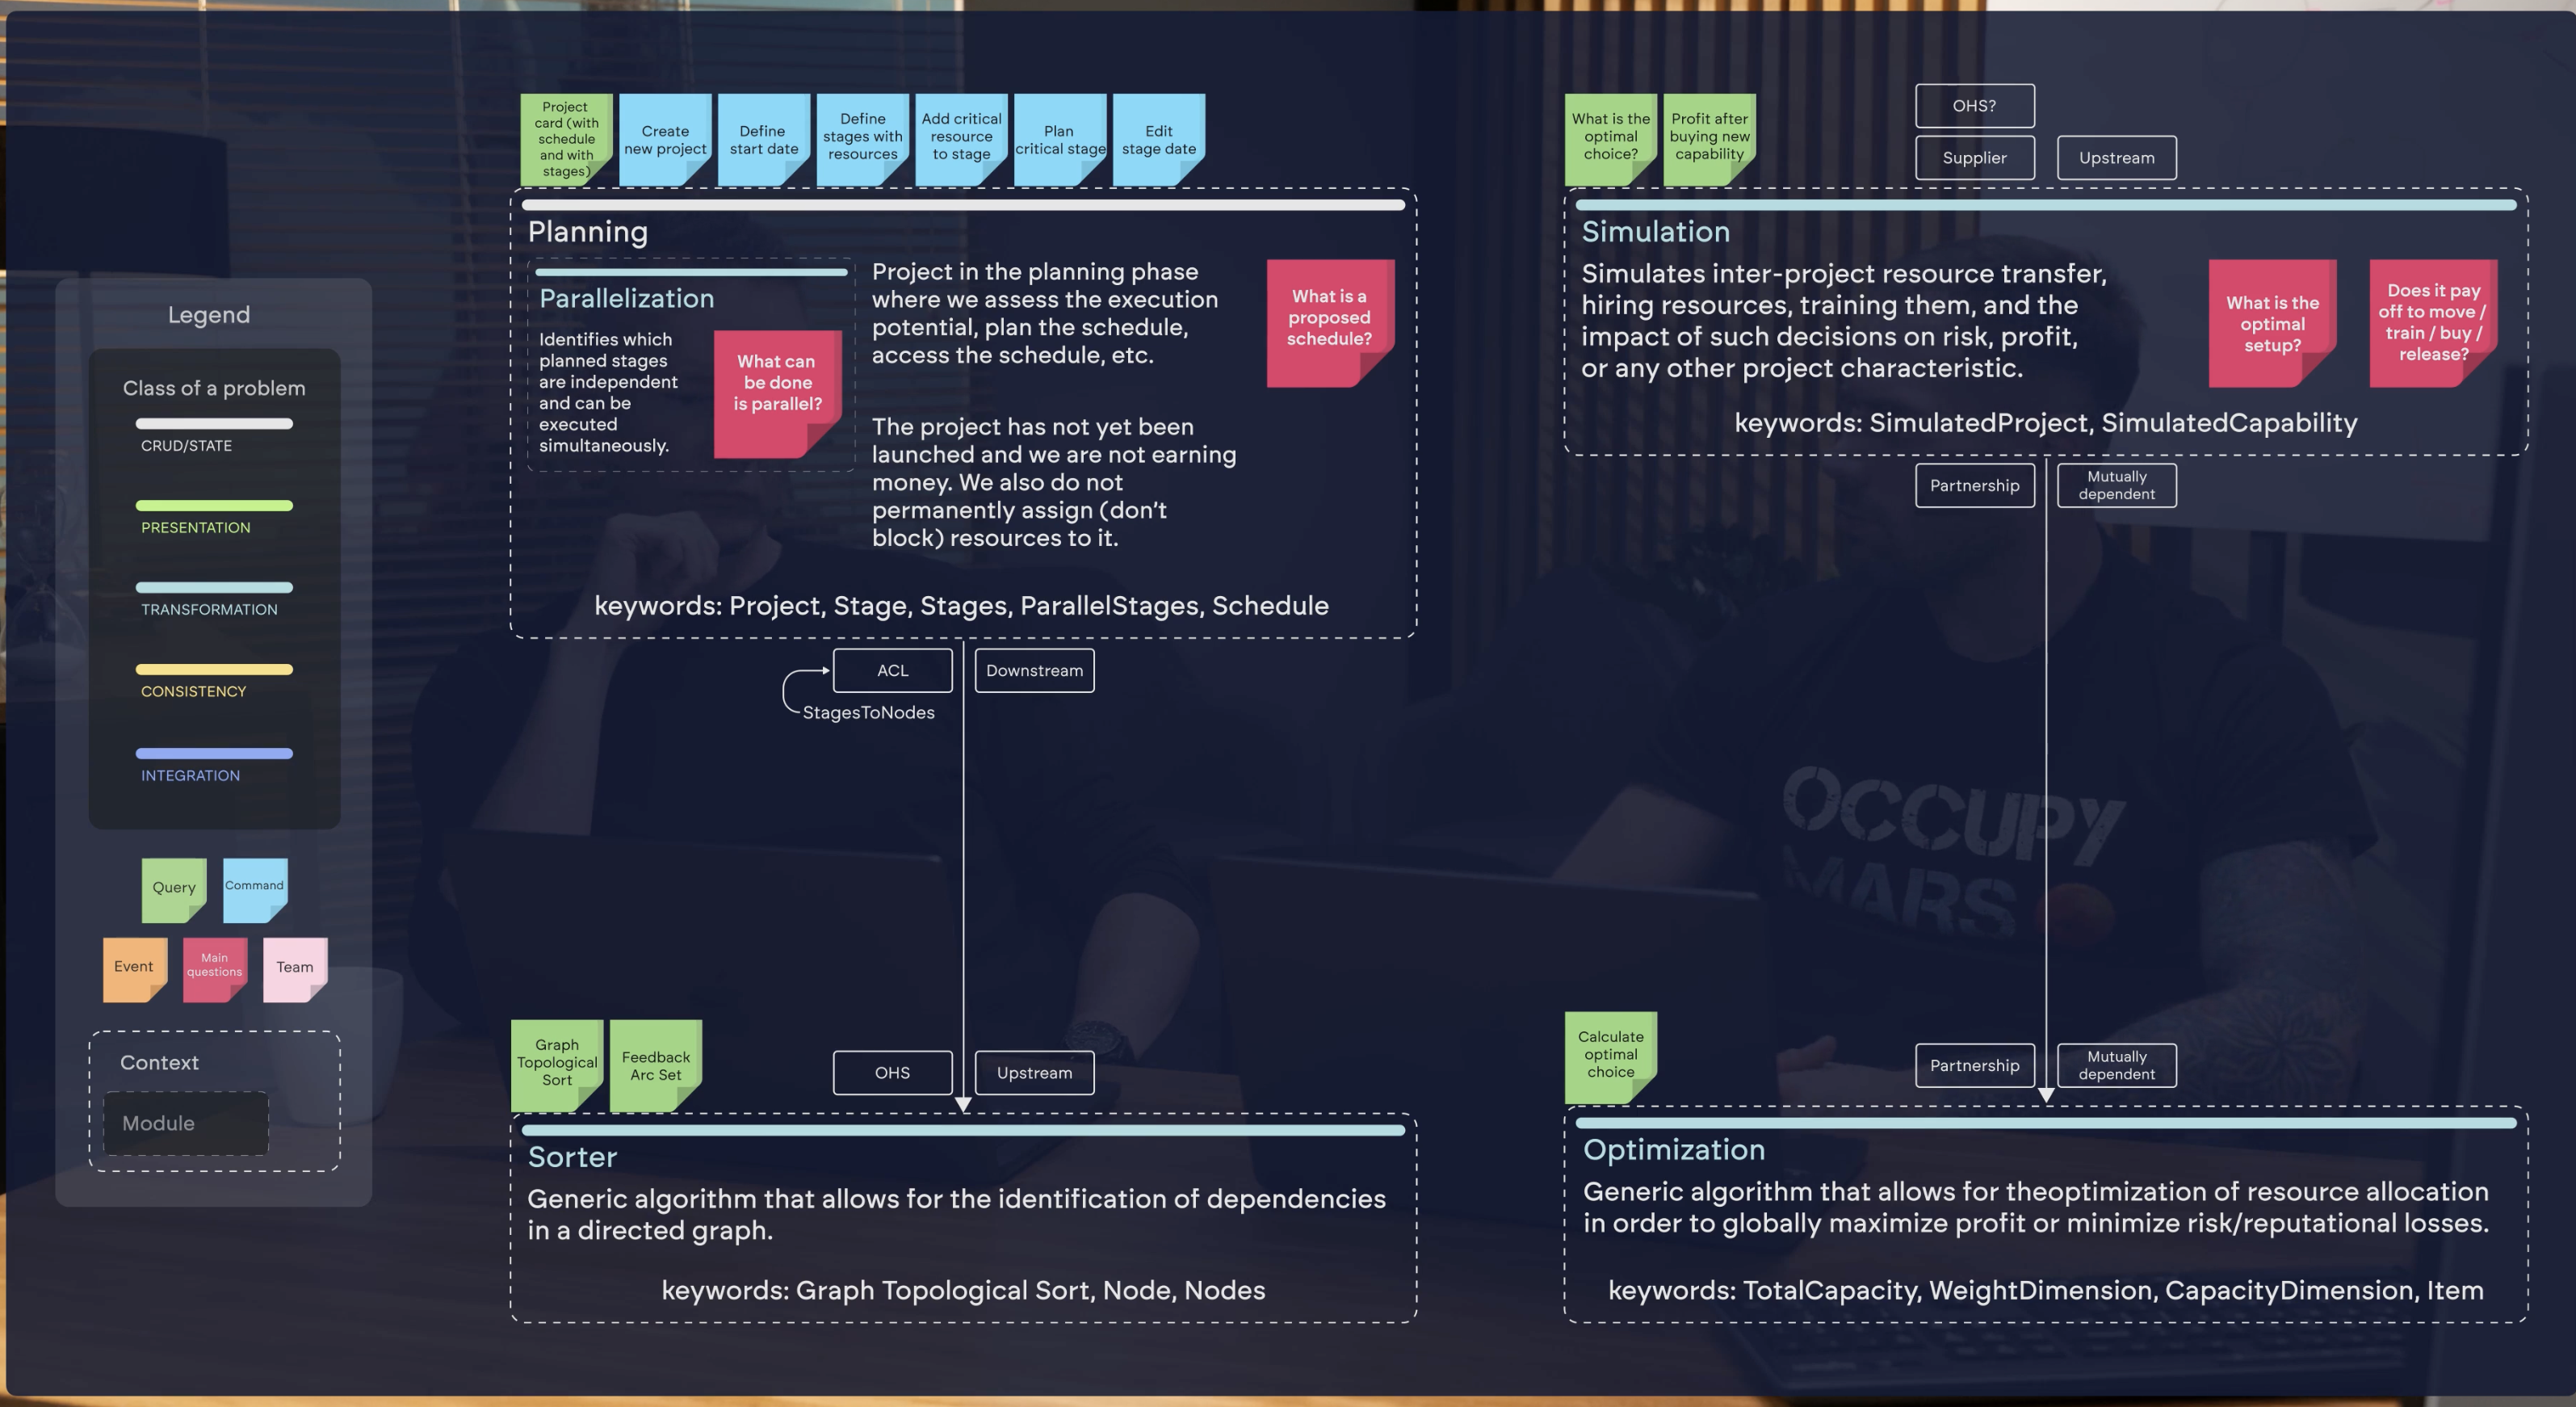 Legend
Class of a problem
CRUD/STATE
PRESENTATION
TRANSFORMATION
CONSISTENCY
INTEGRATION
Query
Command
Event
Main
questions
Team
Context
Module
Project
card (with
schedule
and with
stages)
Create
new project
Define
start date
Define
stages with
resources
Add critical
resource
to stage
Plan
critical stage
Edit
stage date
Planning
Parallelization
Identifies which
planned stages
are independent
and can be
executed
simultaneously.
What can
be done
is parallel?
Project in the planning phase
where we assess the execution
potential, plan the schedule,
access the schedule, etc.
The project has not yet been
launched and we are not earning
money. We also do not
permanently assign (don't
block) resources to it.
What is a
proposed
schedule?
keywords: Project, Stage, Stages, ParallelStages, Schedule
ACL
Downstream
StagesToNodes
Graph
Topological
Sort
Feedback
Arc Set
OHS
Upstream
Sorter
Generic algorithm that allows for the identification of dependencies
in a directed graph.
keywords: Graph Topological Sort, Node, Nodes
What is the
optimal
choice?
Profit after
buying new
capability
OHS?
Supplier
Upstream
Simulation
Simulates inter-project resource transfer,
hiring resources, training them, and the
impact of such decisions on risk, profit,
or any other project characteristic.
What is the
optimal
setup?
Does it pay
off to move /
train / buy /
release?
keywords: SimulatedProject, SimulatedCapability
Partnership
Mutually
dependent
OCCUPY
MARS
Calculate
optimal
choice
Partnership
Mutually
dependent
Optimization
Generic algorithm that allows for theoptimization of resource allocation
in order to globally maximize profit or minimize risk/reputational losses.
keywords: TotalCapacity, WeightDimension, CapacityDimension, Item